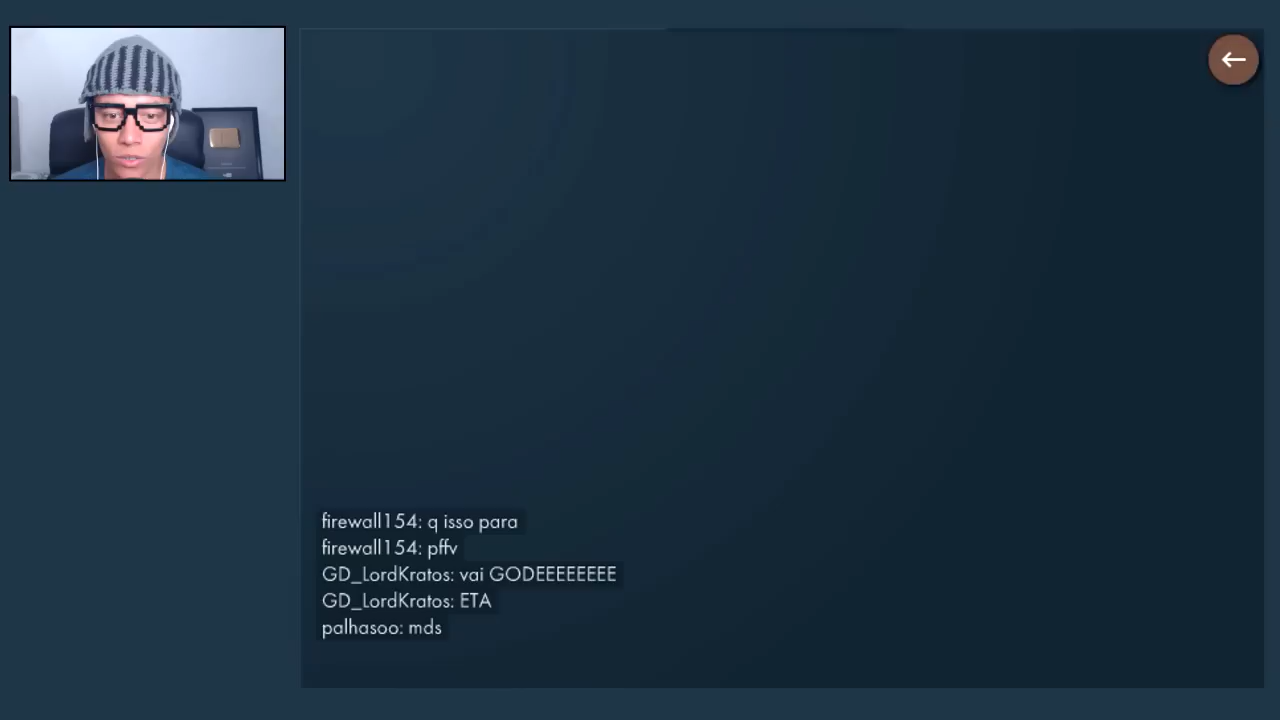 firewall154: q isso para
firewall154: pffv
GD_LordKratos: vai GODEEEEEEEE
GD_LordKratos: ETA
palhasoo: mds